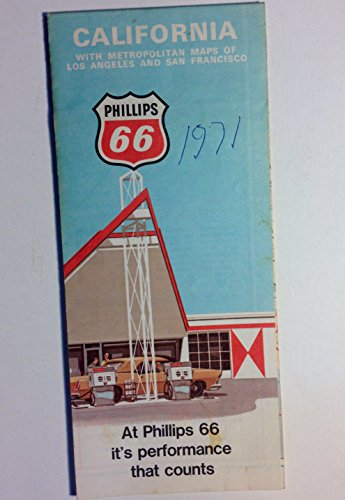 CALIFORNIA
WITH METROPOLITAN MAPS OF
LOS ANGELES AND SAN FRANCISCO
PHILLIPS
66
1971
At Phillips 66
it's performance
that counts